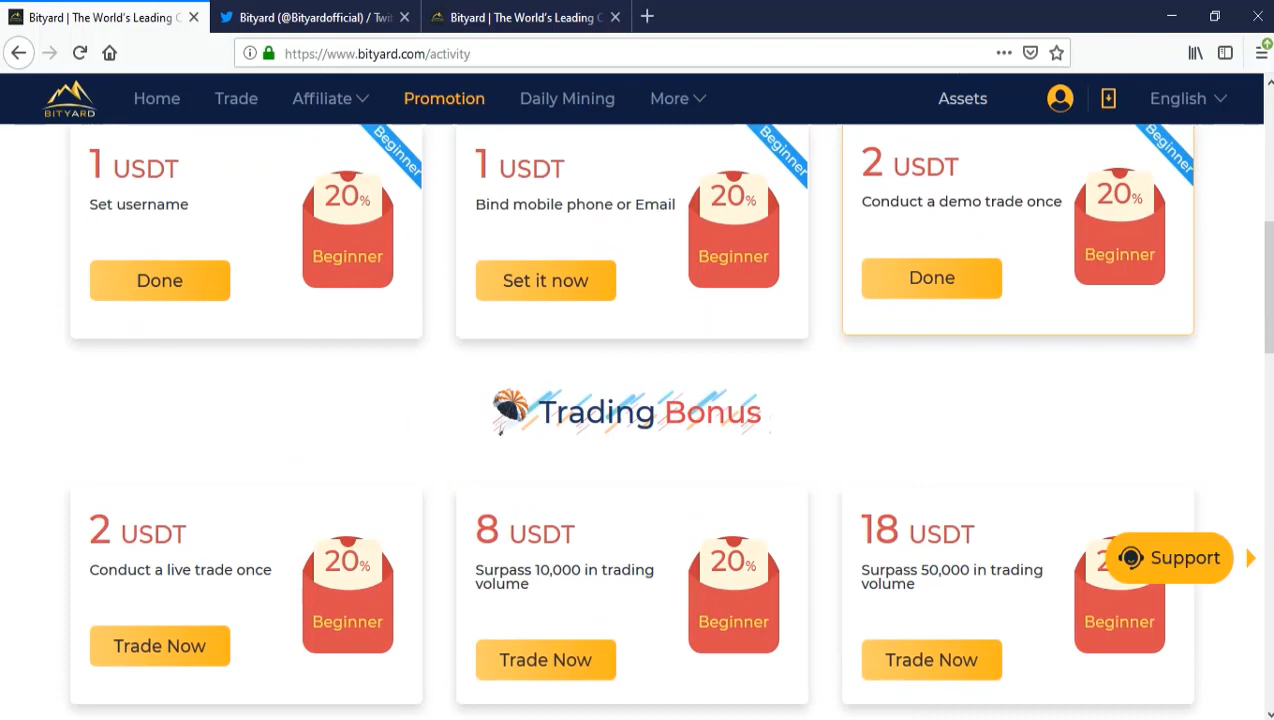 Bityard | The World's Leading C
Bityard (@Bityardofficial) / Twit
Bityard | The World's Leading C
https://www.bityard.com/activity
BITYARD
Home
Trade
Affiliate
Promotion
Daily Mining
More
Assets
English
1 USDT
Set username
20%
Beginner
Beginner
Done
1 USDT
Bind mobile phone or Email
20%
Beginner
Beginner
Set it now
2 USDT
Conduct a demo trade once
20%
Beginner
Beginner
Done
Trading Bonus
2 USDT
Conduct a live trade once
20%
Beginner
Trade Now
8 USDT
Surpass 10,000 in trading
volume
20%
Beginner
Trade Now
18 USDT
Surpass 50,000 in trading
volume
Beginner
Trade Now
Support